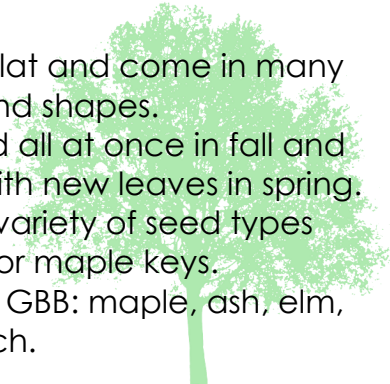 lat and come in many
nd shapes.
d all at once in fall and
ith new leaves in spring.
variety of seed types
or maple keys.
GBB: maple, ash, elm,
ch.